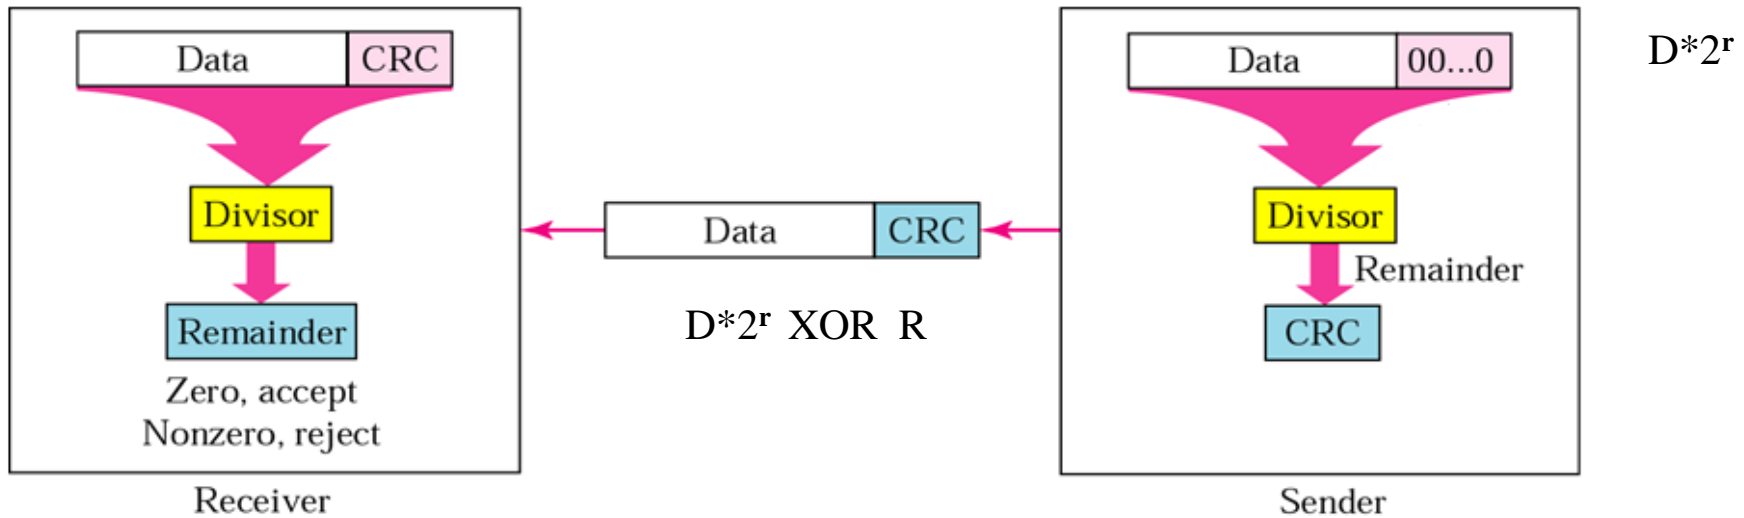 Data CRC
Divisor
Remainder
Zero, accept
Nonzero, reject
Receiver
Data CRC
D*2ʳ XOR R
Data 00...0
Divisor
Remainder
CRC
Sender
D*2ʳ